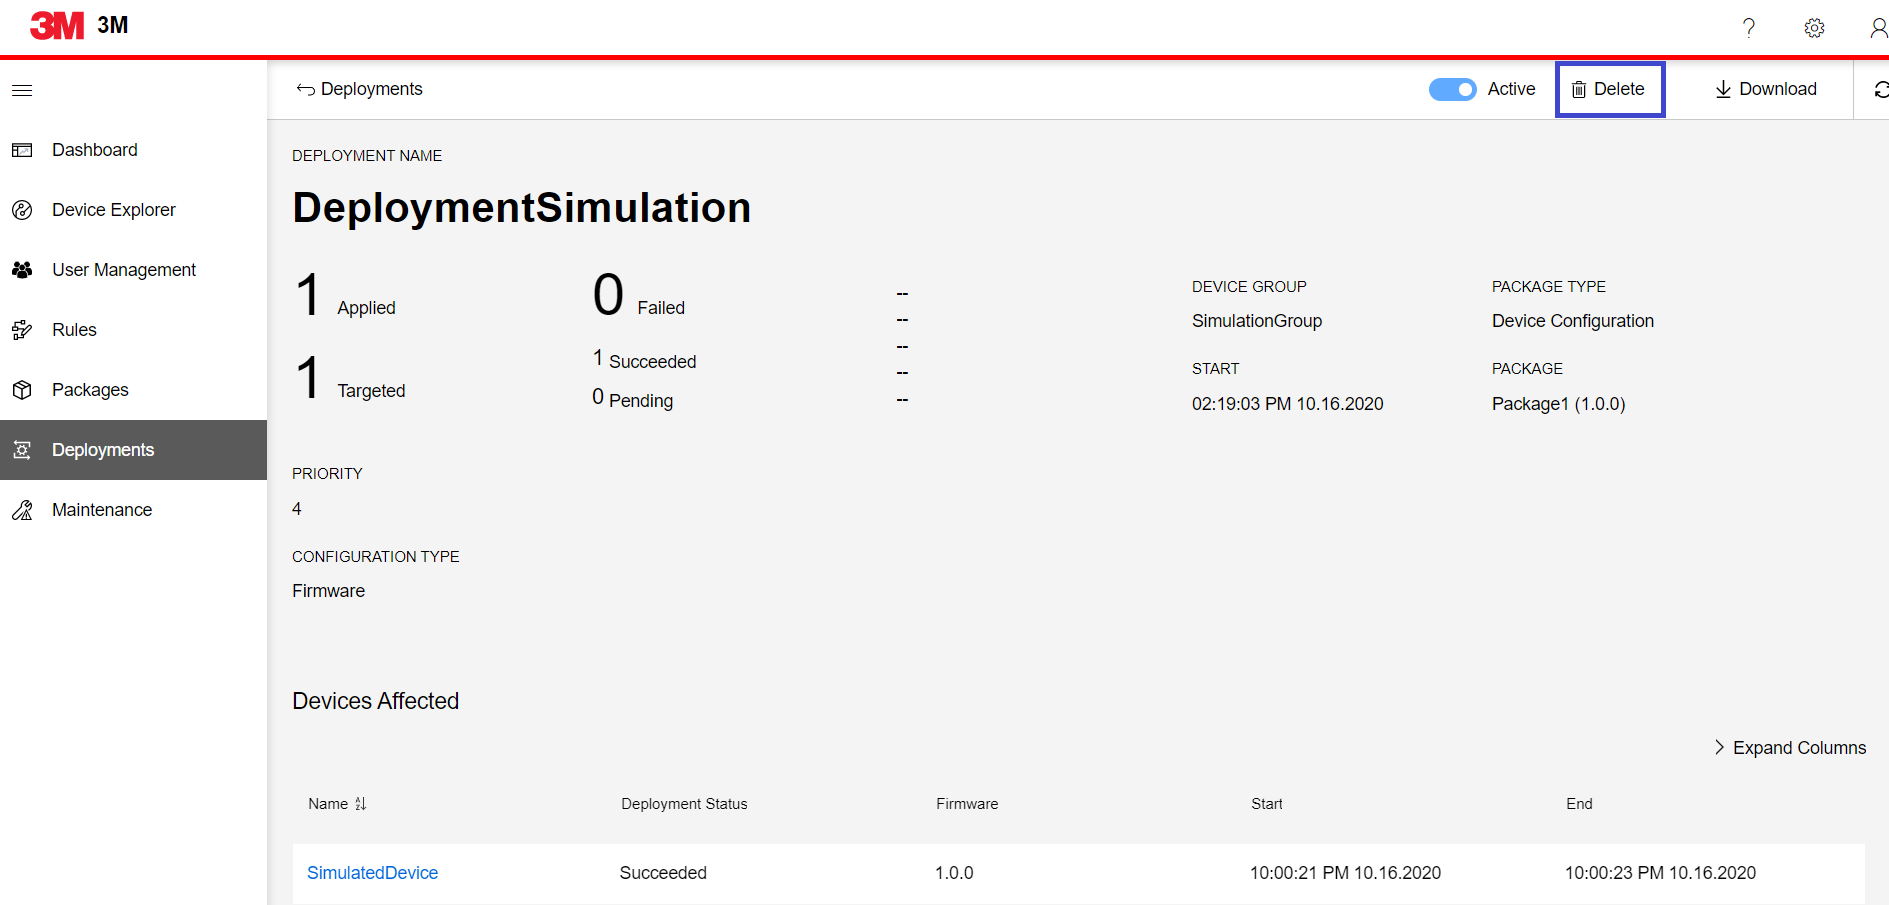 3M 3M
Deployments
Active
Delete
Download
Dashboard
Device Explorer
User Management
Rules
Packages
Deployments
Maintenance
DEPLOYMENT NAME
DeploymentSimulation
1 Applied
1 Targeted
0 Failed
1 Succeeded
0 Pending
--
--
--
--
--
DEVICE GROUP
SimulationGroup
START
02:19:03 PM 10.16.2020
PACKAGE TYPE
Device Configuration
PACKAGE
Package1 (1.0.0)
PRIORITY
4
CONFIGURATION TYPE
Firmware
Devices Affected
Expand Columns
Name Deployment Status Firmware Start End
SimulatedDevice Succeeded 1.0.0 10:00:21 PM 10.16.2020 10:00:23 PM 10.16.2020